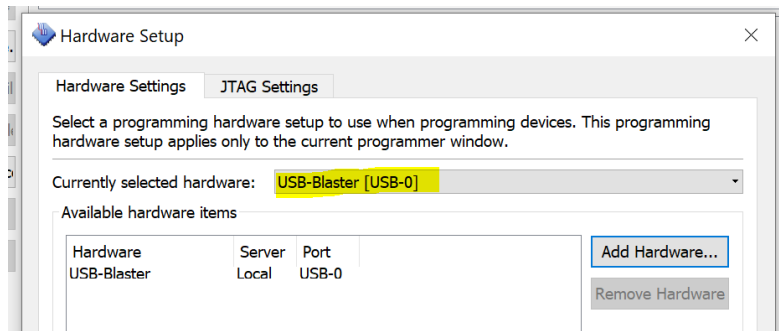 Hardware Setup
Hardware Settings
JTAG Settings
Select a programming hardware setup to use when programming devices. This programming
hardware setup applies only to the current programmer window.
Currently selected hardware:
USB-Blaster [USB-0]
Available hardware items
Hardware Server Port
USB-Blaster Local USB-0
Add Hardware...
Remove Hardware